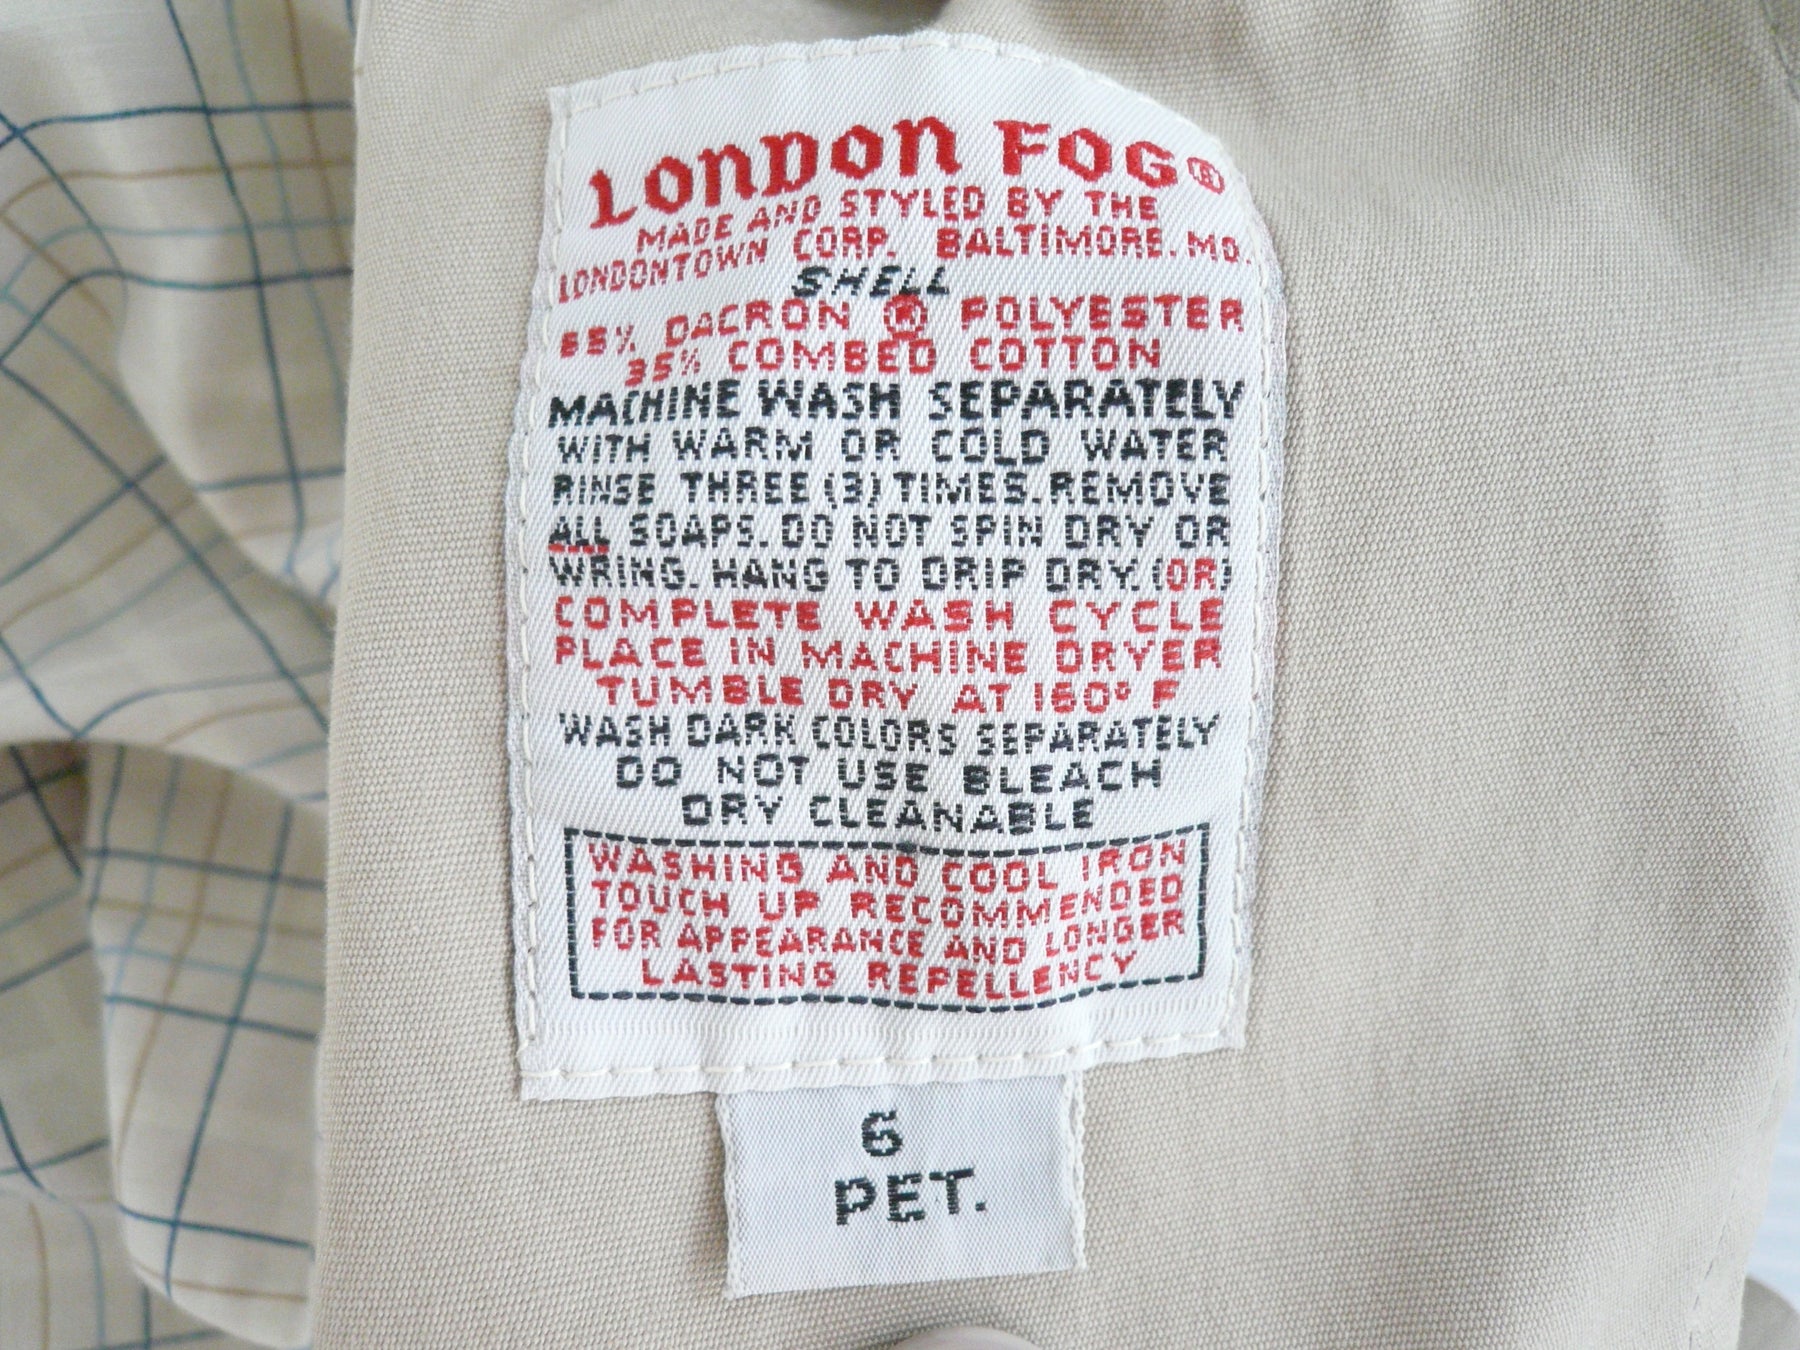 LONDON FOG®
MADE AND STYLED BY THE
LONDONTOWN CORP. BALTIMORE. MD.
SHELL
65% DACRON ® POLYESTER
35% COMBED COTTON
MACHINE WASH SEPARATELY
WITH WARM OR COLD WATER
RINSE THREE (3) TIMES. REMOVE
ALL SOAPS. DO NOT SPIN DRY OR
WRING. HANG TO DRIP DRY. (OR)
COMPLETE WASH CYCLE
PLACE IN MACHINE DRYER
TUMBLE DRY AT 160° F
WASH DARK COLORS SEPARATELY
DO NOT USE BLEACH
DRY CLEANABLE
WASHING AND COOL IRON
TOUCH UP RECOMMENDED
FOR APPEARANCE AND LONGER
LASTING REPELLENCY
6
PET.